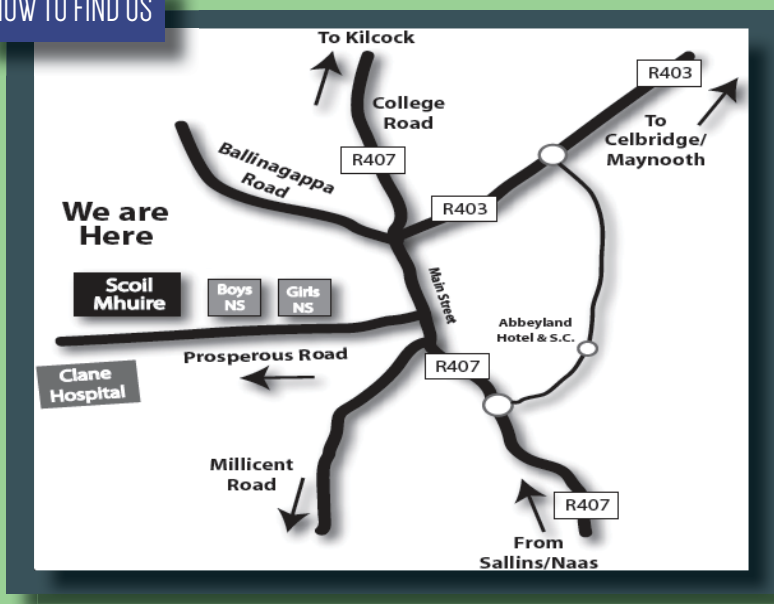 HOW TO FIND US
To Kilcock
R403
College
Road
To
Celbridge/
Maynooth
R407
Ballinagappa
Road
R403
We are
Here
Scoil
Mhuire
Boys
NS
Girls
NS
Main Street
Abbeyland
Hotel & S.C.
Prosperous Road
R407
Clane
Hospital
Millicent
Road
R407
From
Sallins/Naas